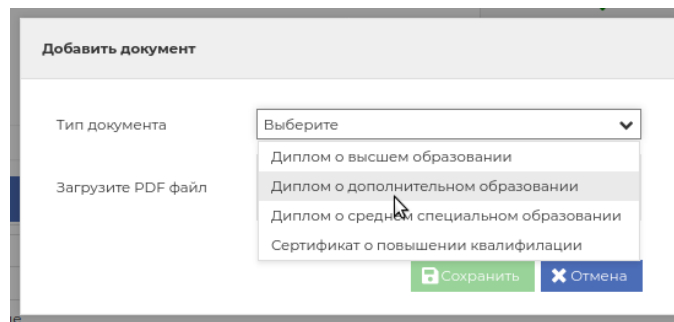 Добавить документ
Тип документа
Выберите
Диплом о высшем образовании
Загрузите PDF файл
Диплом о дополнительном образовании
Диплом о среднем специальном образовании
Сертификат о повышении квалифилации
Сохранить
Отмена